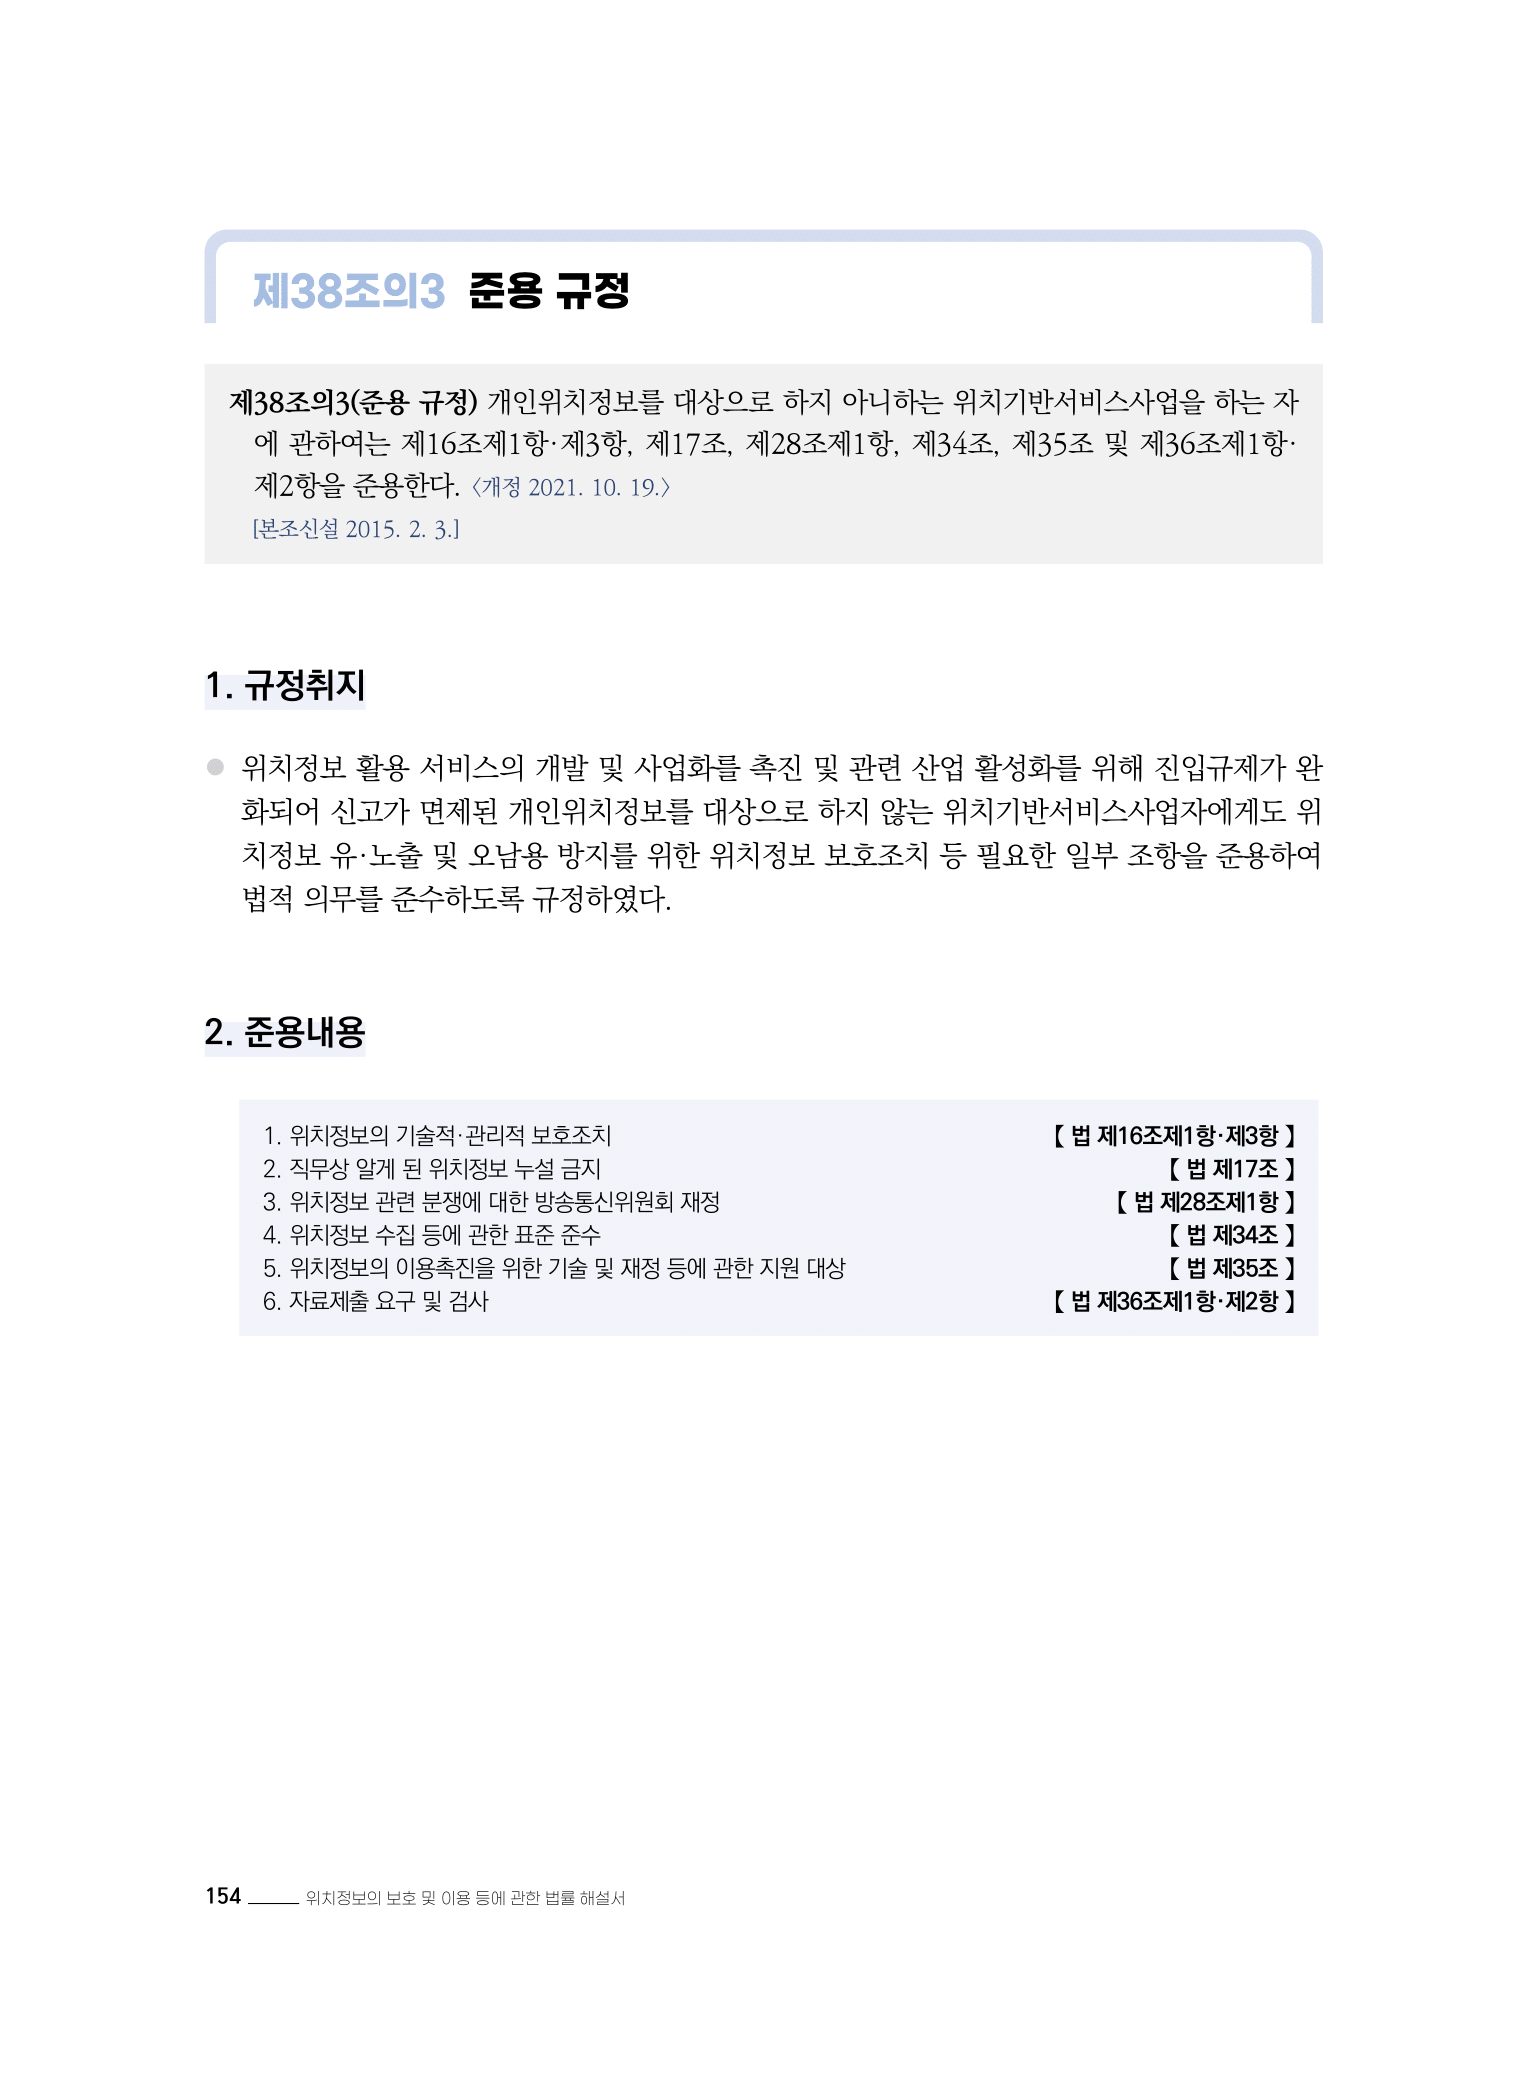 제38조의3 준용 규정
제38조의3(준용 규정) 개인위치정보를 대상으로 하지 아니하는 위치기반서비스사업을 하는 자
에 관하여는 제16조제1항·제3항, 제17조, 제28조제1항, 제34조, 제35조 및 제36조제1항·
제2항을 준용한다. 〈개정 2021. 10. 19.〉
[본조신설 2015. 2. 3.]
1. 규정취지
● 위치정보 활용 서비스의 개발 및 사업화를 촉진 및 관련 산업 활성화를 위해 진입규제가 완
화되어 신고가 면제된 개인위치정보를 대상으로 하지 않는 위치기반서비스사업자에게도 위
치정보 유·노출 및 오남용 방지를 위한 위치정보 보호조치 등 필요한 일부 조항을 준용하여
법적 의무를 준수하도록 규정하였다.
2. 준용내용
1. 위치정보의 기술적·관리적 보호조치 【 법 제16조제1항·제3항 】
2. 직무상 알게 된 위치정보 누설 금지 【 법 제17조 】
3. 위치정보 관련 분쟁에 대한 방송통신위원회 재정 【 법 제28조제1항 】
4. 위치정보 수집 등에 관한 표준 준수 【 법 제34조 】
5. 위치정보의 이용촉진을 위한 기술 및 재정 등에 관한 지원 대상 【 법 제35조 】
6. 자료제출 요구 및 검사 【 법 제36조제1항·제2항 】
154 위치정보의 보호 및 이용 등에 관한 법률 해설서